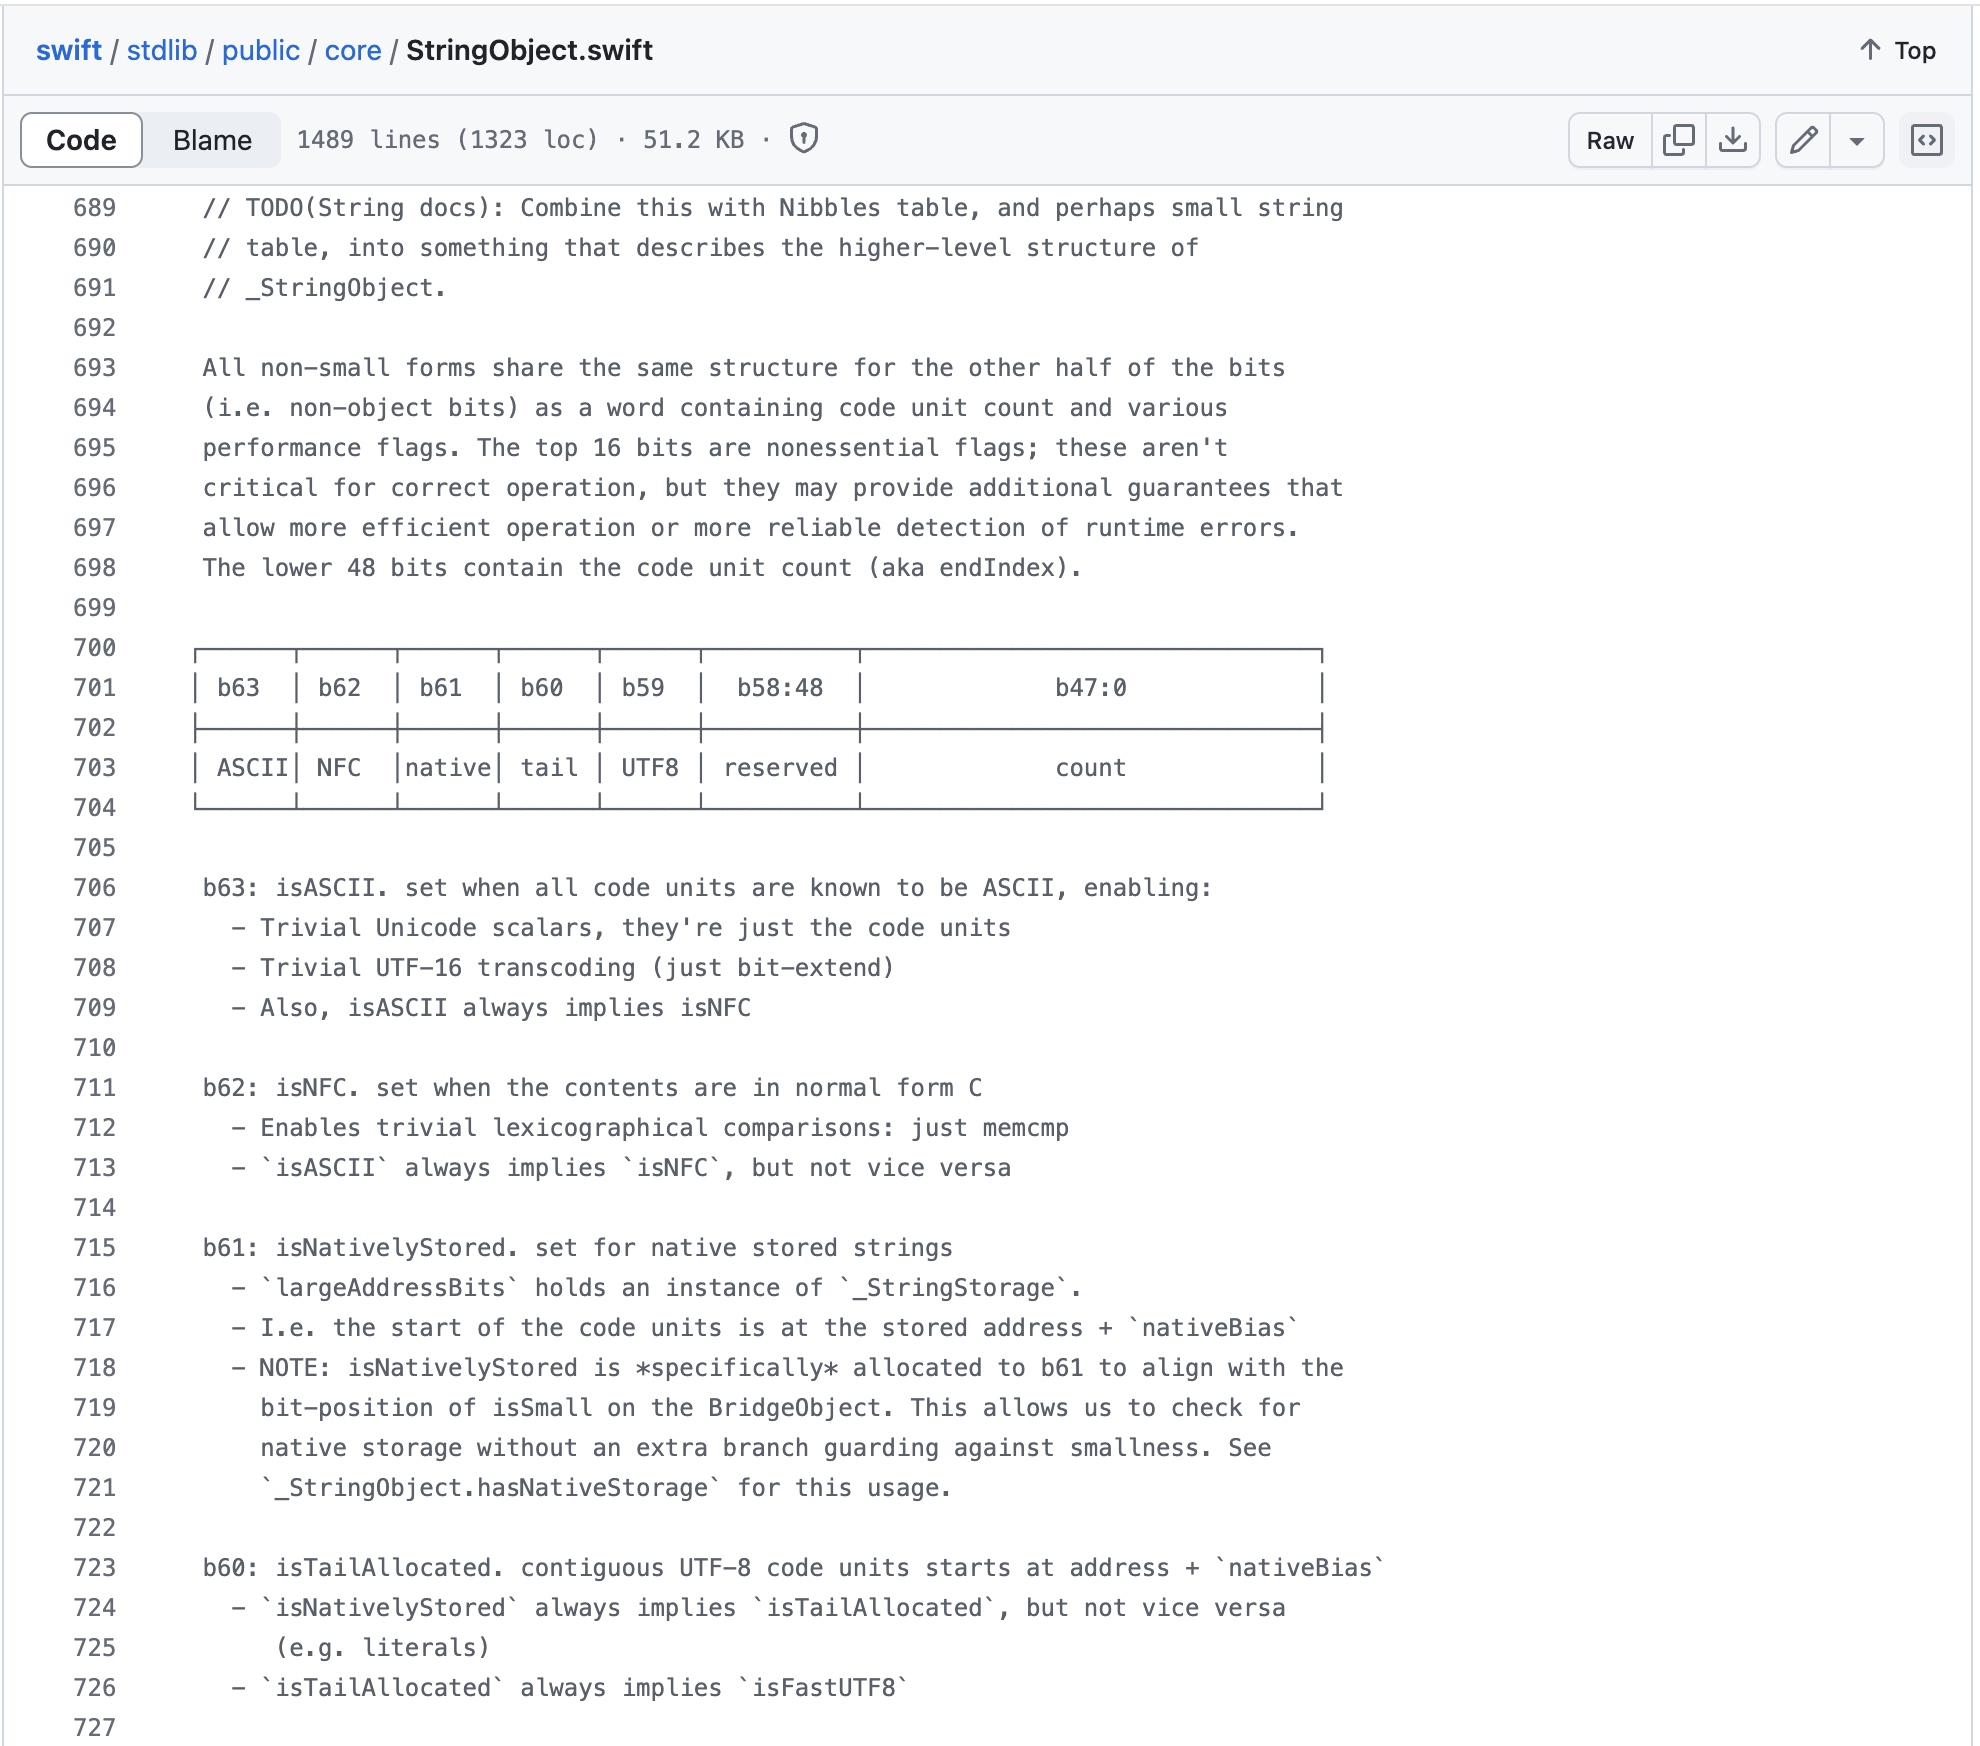 swift / stdlib / public / core / StringObject.swift
Top
Code Blame 1489 lines (1323 loc) · 51.2 KB ·
Raw
689 // TODO(String docs): Combine this with Nibbles table, and perhaps small string
690 // table, into something that describes the higher-level structure of
691 // _StringObject.
692
693 All non-small forms share the same structure for the other half of the bits
694 (i.e. non-object bits) as a word containing code unit count and various
695 performance flags. The top 16 bits are nonessential flags; these aren't
696 critical for correct operation, but they may provide additional guarantees that
697 allow more efficient operation or more reliable detection of runtime errors.
698 The lower 48 bits contain the code unit count (aka endIndex).
699
700 ┌──────┬──────┬──────┬──────┬──────┬──────────┬───────────────────────────────┐
701 │ b63 │ b62 │ b61 │ b60 │ b59 │ b58:48 │ b47:0 │
702 ├──────┼──────┼──────┼──────┼──────┼──────────┼───────────────────────────────┤
703 │ ASCII│ NFC │native│ tail │ UTF8 │ reserved │ count │
704 └──────┴──────┴──────┴──────┴──────┴──────────┴───────────────────────────────┘
705
706 b63: isASCII. set when all code units are known to be ASCII, enabling:
707 - Trivial Unicode scalars, they're just the code units
708 - Trivial UTF-16 transcoding (just bit-extend)
709 - Also, isASCII always implies isNFC
710
711 b62: isNFC. set when the contents are in normal form C
712 - Enables trivial lexicographical comparisons: just memcmp
713 - `isASCII` always implies `isNFC`, but not vice versa
714
715 b61: isNativelyStored. set for native stored strings
716 - `largeAddressBits` holds an instance of `_StringStorage`.
717 - I.e. the start of the code units is at the stored address + `nativeBias`
718 - NOTE: isNativelyStored is *specifically* allocated to b61 to align with the
719 bit-position of isSmall on the BridgeObject. This allows us to check for
720 native storage without an extra branch guarding against smallness. See
721 `_StringObject.hasNativeStorage` for this usage.
722
723 b60: isTailAllocated. contiguous UTF-8 code units starts at address + `nativeBias`
724 - `isNativelyStored` always implies `isTailAllocated`, but not vice versa
725 (e.g. literals)
726 - `isTailAllocated` always implies `isFastUTF8`
727